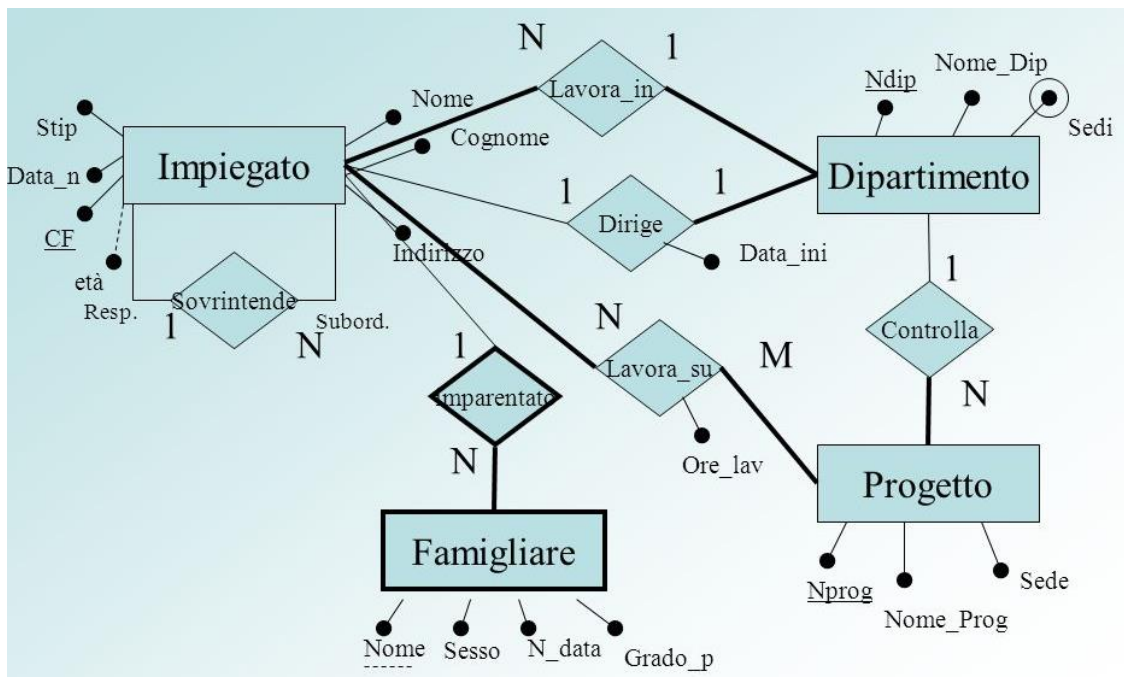 N
1
Lavora_in
Nome
Cognome
Stip
Impiegato
Data_n
CF
età
Indirizzo
Ndip
Nome_Dip
Sedi
Dipartimento
1
1
Dirige
Data_ini
Resp.
Sovrintende
Subord.
1
N
1
Controlla
N
N
M
Lavora_su
Ore_lav
1
Imparentato
N
Famigliare
Nome
Sesso
N_data
Grado_p
Progetto
Nprog
Nome_Prog
Sede